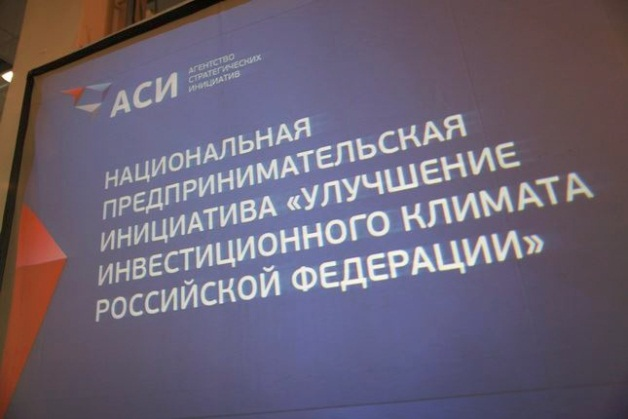 АСИ
АГЕНТСТВО
СТРАТЕГИЧЕСКИХ
ИНИЦИАТИВ
НАЦИОНАЛЬНАЯ
ПРЕДПРИНИМАТЕЛЬСКАЯ
ИНИЦИАТИВА «УЛУЧШЕНИЕ
ИНВЕСТИЦИОННОГО КЛИМАТА
РОССИЙСКОЙ ФЕДЕРАЦИИ»